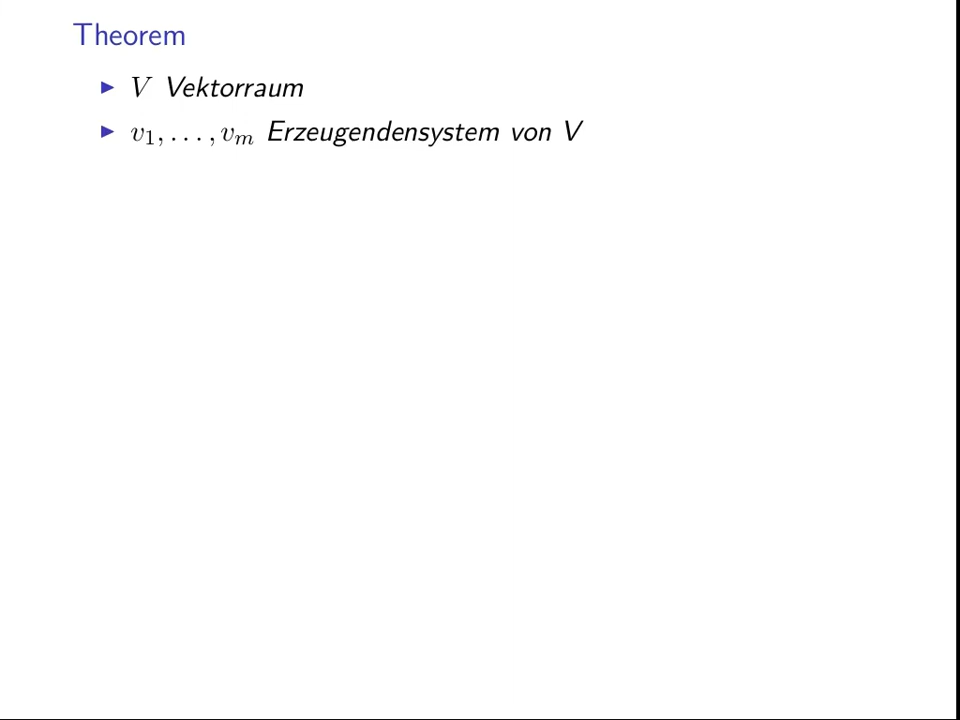 Theorem
▶ V Vektorraum
▶ v₁, . . . , vₘ Erzeugendensystem von V